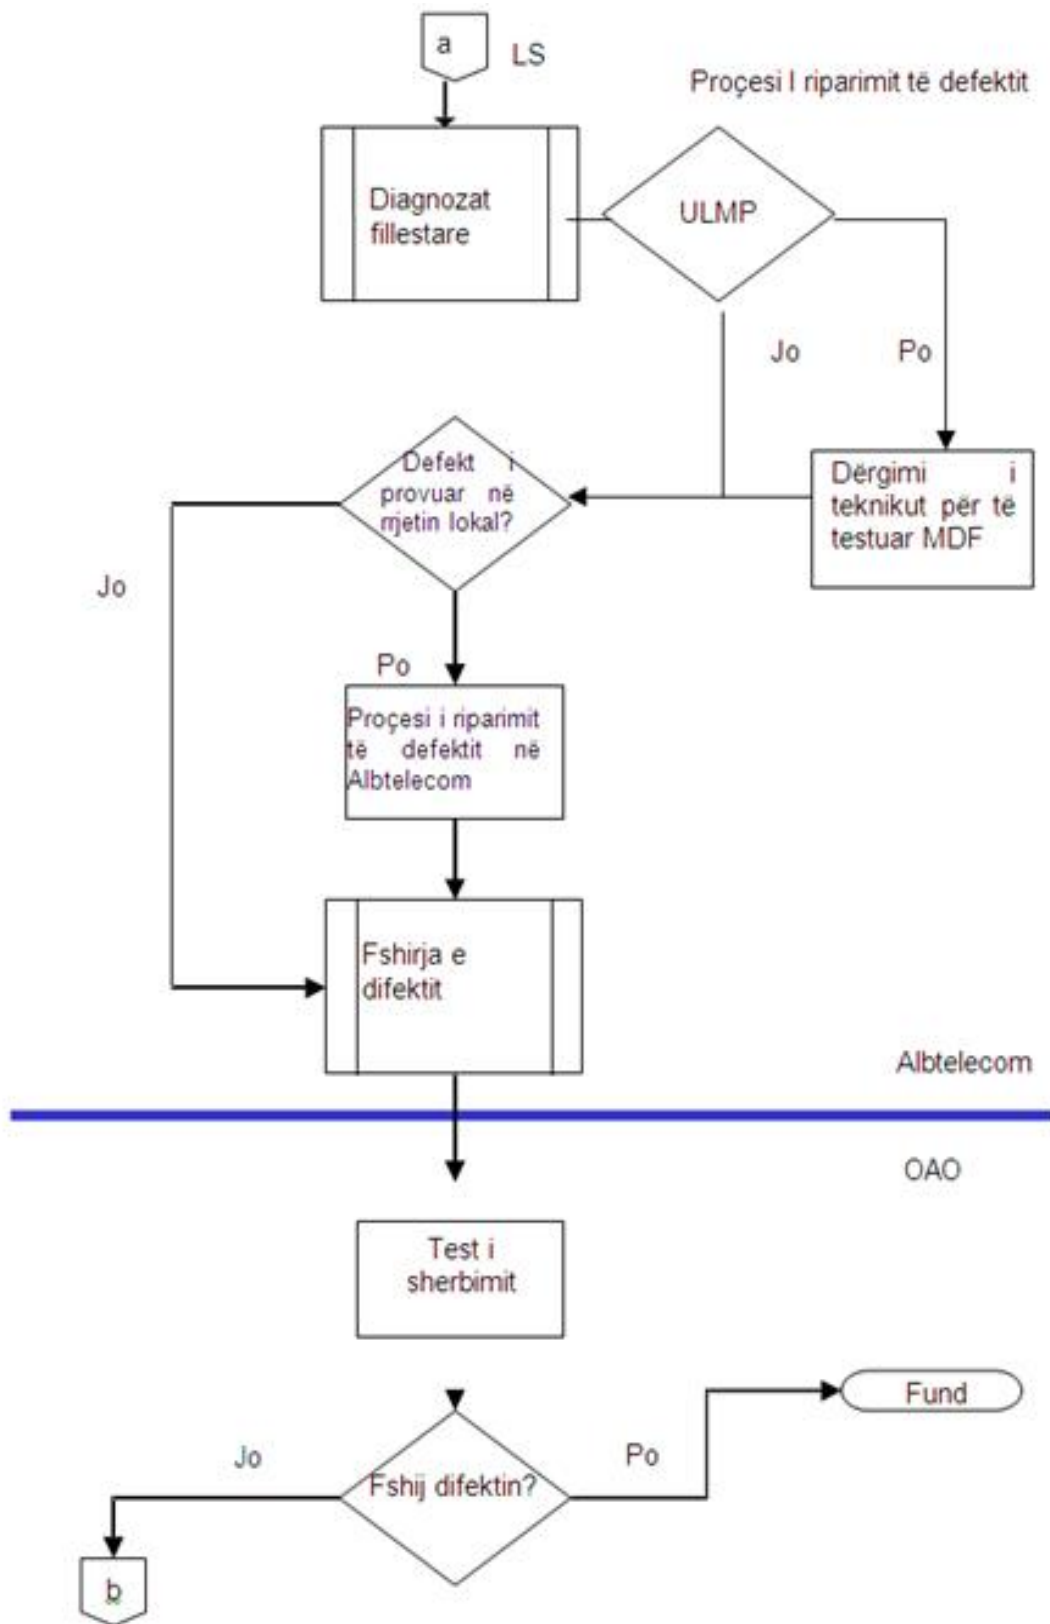 a
LS
Proçesi I riparimit të defektit
Diagnozat
fillestare
ULMP
Jo
Po
Defekt i
provuar në
rrjetin lokal?
Dërgimi i
teknikut për të
testuar MDF
Jo
Po
Proçesi i riparimit
të defektit në
Albtelecom
Fshirja e
difektit
Albtelecom
OAO
Test i
sherbimit
Fund
Jo
Po
Fshij difektin?
b